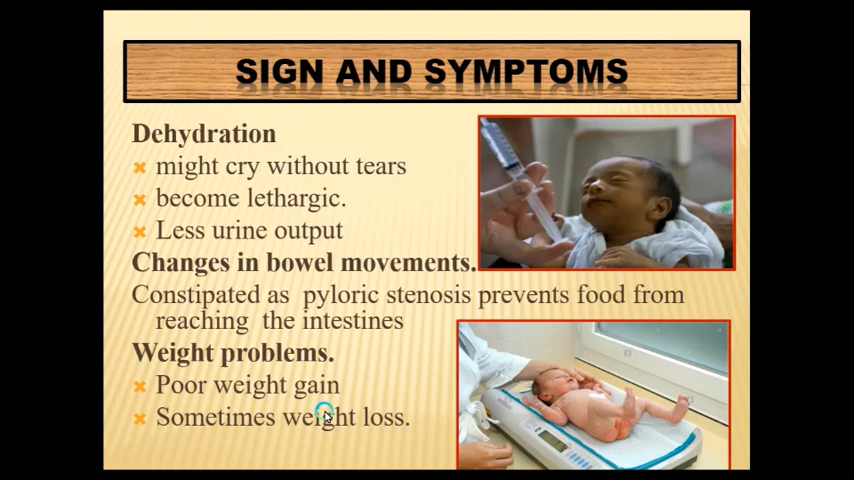 SIGN AND SYMPTOMS
Dehydration
might cry without tears
become lethargic.
Less urine output
Changes in bowel movements.
Constipated as pyloric stenosis prevents food from
reaching the intestines
Weight problems.
Poor weight gain
Sometimes weight loss.